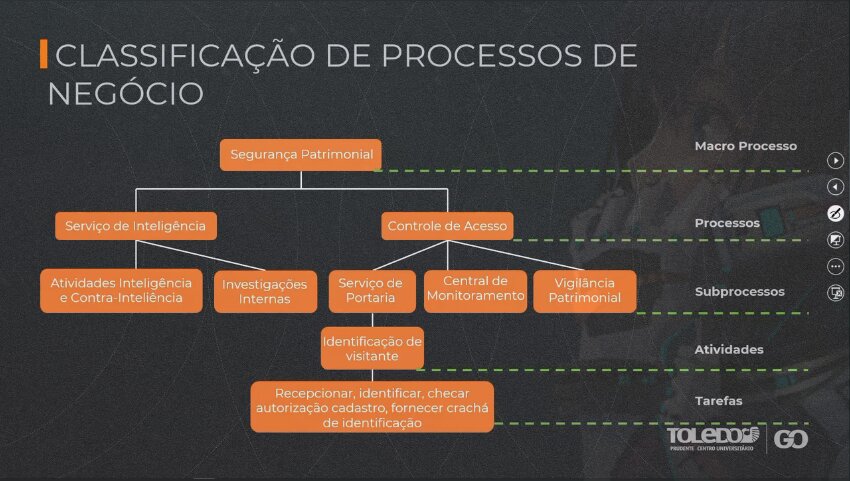 CLASSIFICAÇÃO DE PROCESSOS DE
NEGÓCIO
Segurança Patrimonial
Macro Processo
Serviço de Inteligência
Controle de Acesso
Processos
Atividades Inteligência
e Contra-Inteliência
Investigações
Internas
Serviço de
Portaria
Central de
Monitoramento
Vigilância
Patrimonial
Subprocessos
Identificação de
visitante
Atividades
Recepcionar, identificar, checar
autorização cadastro, fornecer crachá
de identificação
Tarefas
TOLEDO
PRUDENTE CENTRO UNIVERSITÁRIO
GO